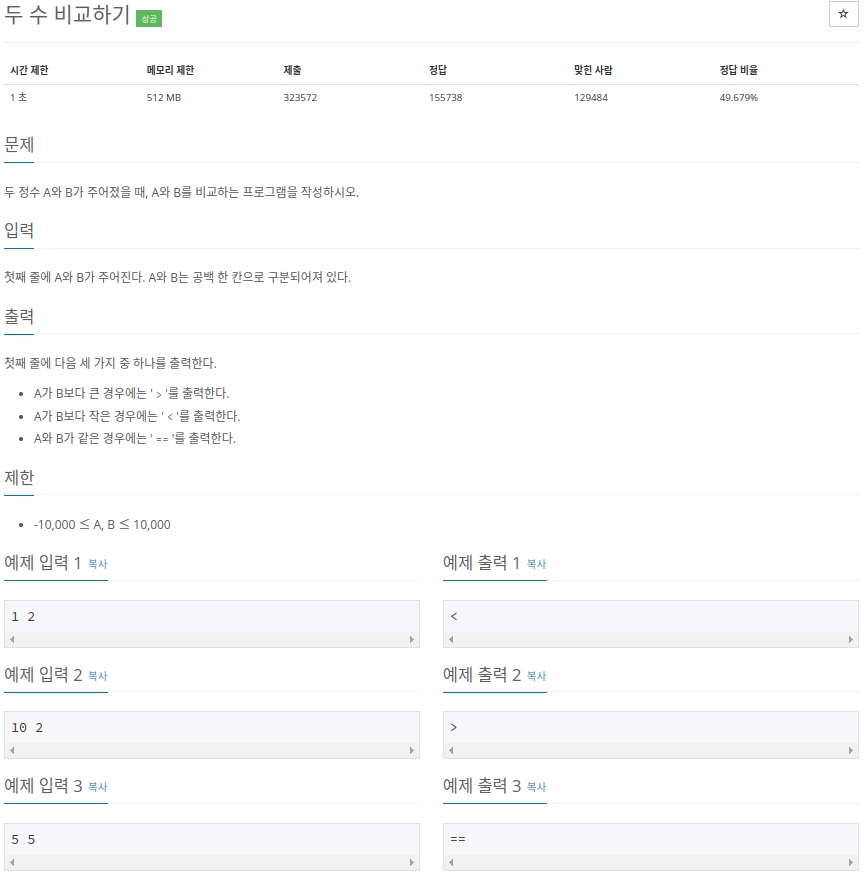 두 수 비교하기 성공
☆
시간 제한 메모리 제한 제출 정답 맞힌 사람 정답 비율
1 초 512 MB 323572 155738 129484 49.679%
문제
두 정수 A와 B가 주어졌을 때, A와 B를 비교하는 프로그램을 작성하시오.
입력
첫째 줄에 A와 B가 주어진다. A와 B는 공백 한 칸으로 구분되어져 있다.
출력
첫째 줄에 다음 세 가지 중 하나를 출력한다.
• A가 B보다 큰 경우에는 ' > '를 출력한다.
• A가 B보다 작은 경우에는 ' < '를 출력한다.
• A와 B가 같은 경우에는 ' == '를 출력한다.
제한
• -10,000 ≤ A, B ≤ 10,000
예제 입력 1 복사
1 2
예제 출력 1 복사
<
예제 입력 2 복사
10 2
예제 출력 2 복사
>
예제 입력 3 복사
5 5
예제 출력 3 복사
==